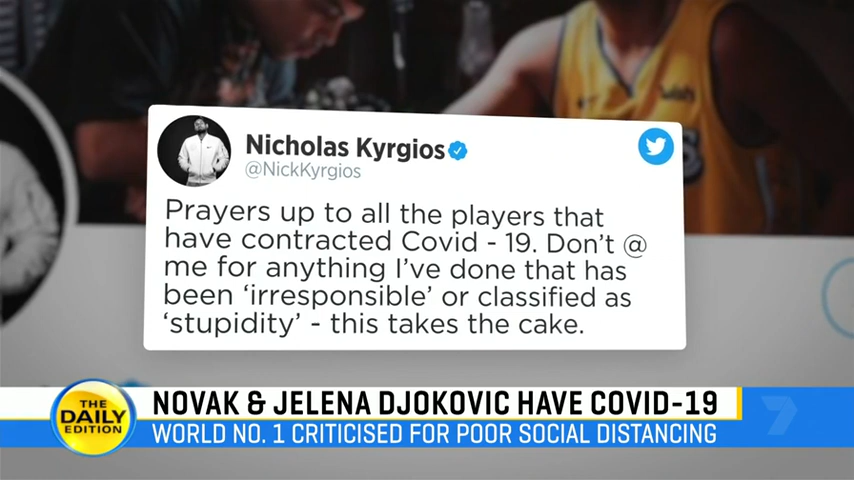 Nicholas Kyrgios
@NickKyrgios
Prayers up to all the players that
have contracted Covid - 19. Don't @
me for anything I've done that has
been 'irresponsible' or classified as
'stupidity' - this takes the cake.
THE
DAILY
EDITION
NOVAK & JELENA DJOKOVIC HAVE COVID-19
WORLD NO. 1 CRITICISED FOR POOR SOCIAL DISTANCING
7